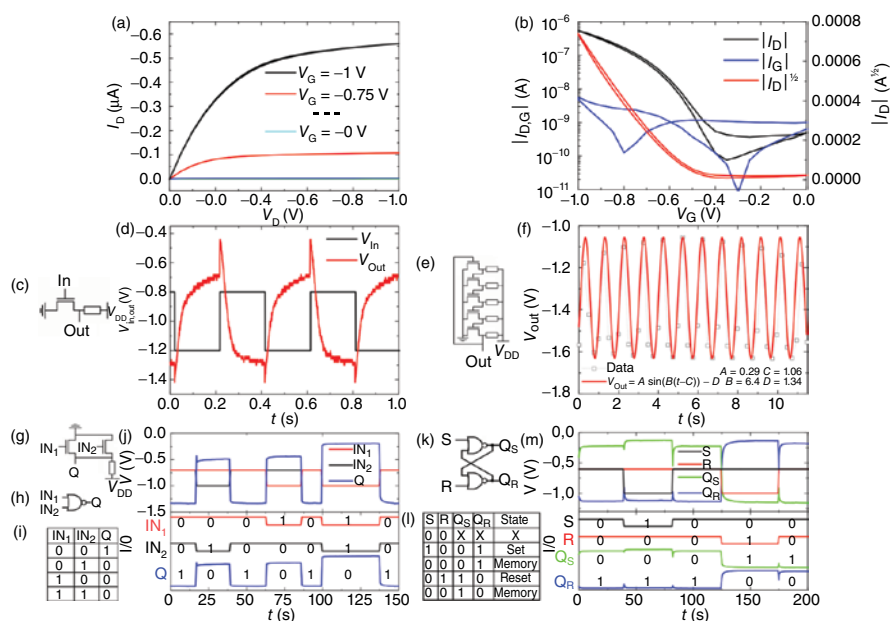 (a)
I_D (μA)
−0.6
−0.5
−0.4
−0.3
−0.2
−0.1
0.0
V_G = −1 V
V_G = −0.75 V
V_G = −0 V
−0.0 −0.2 −0.4 −0.6 −0.8 −1.0
V_D (V)
(b)
|I_D,G| (A)
10^−6
10^−7
10^−8
10^−9
10^−10
10^−11
|I_D|
|I_G|
|I_D|^½
0.0008
0.0006
0.0004
0.0002
0.0000
|I_D| (A^½)
−1.0 −0.8 −0.6 −0.4 −0.2 0.0
V_G (V)
(c)
In
Out
V_DD
(d)
V_In
V_Out
V_in,out (V)
−0.4
−0.6
−0.8
−1.0
−1.2
−1.4
0.0 0.2 0.4 0.6 0.8 1.0
t (s)
(e)
Out
V_DD
(f)
V_out (V)
−1.0
−1.2
−1.4
−1.6
−1.8
Data
V_Out = A sin(B(t−C)) − D
A = 0.29 C = 1.06
B = 6.4 D = 1.34
0 2 4 6 8 10
t (s)
(g)
IN_1
IN_2
Q
V_DD
(h)
IN_1
IN_2
Q
(i)
IN_1 IN_2 Q
0 0 1
0 1 0
1 0 0
1 1 0
(j)
V (V)
0.0
−0.5
−1.0
−1.5
IN_1
IN_2
Q
I/0
IN_1 0 0 0 1 0 1 0
IN_2 0 1 0 0 0 1 0
Q 1 0 1 0 1 0 1
0 25 50 75 100 125 150
t (s)
(k)
S
R
Q_S
Q_R
(l)
S R Q_S Q_R State
0 0 X X X
1 0 0 1 Set
0 0 0 1 Memory
0 1 1 0 Reset
0 0 1 0 Memory
(m)
V (V)
0.0
−0.5
−1.0
S
R
Q_S
Q_R
I/0
S 0 1 0 0 0
R 0 0 0 1 0
Q_S 0 0 0 1 1
Q_R 1 1 1 0 0
0 50 100 150 200
t (s)